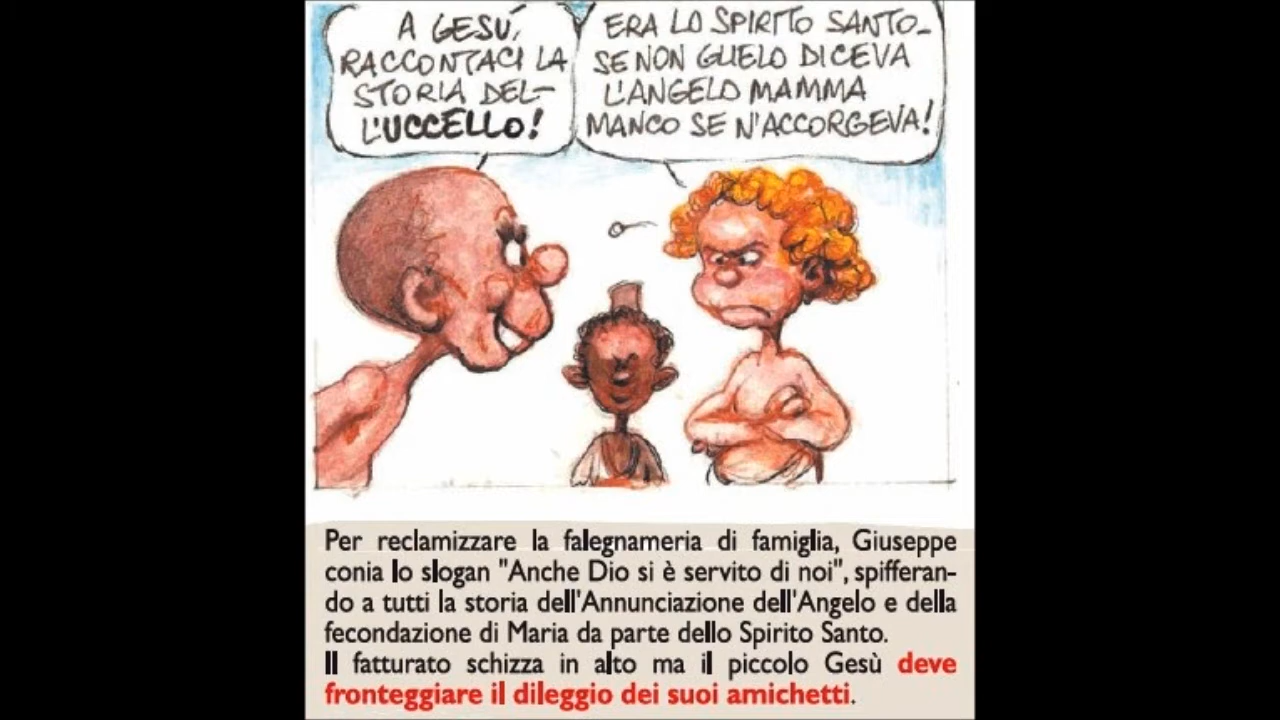 A GESÚ,
RACCONTACI LA
STORIA DEL-
L'UCCELLO!
ERA LO SPIRITO SANTO_
SE NON GLIELO DICEVA
L'ANGELO MAMMA
MANCO SE N'ACCORGEVA!
Per reclamizzare la falegnameria di famiglia, Giuseppe
conia lo slogan "Anche Dio si è servito di noi", spifferan-
do a tutti la storia dell'Annunciazione dell'Angelo e della
fecondazione di Maria da parte dello Spirito Santo.
Il fatturato schizza in alto ma il piccolo Gesù deve
fronteggiare il dileggio dei suoi amichetti.